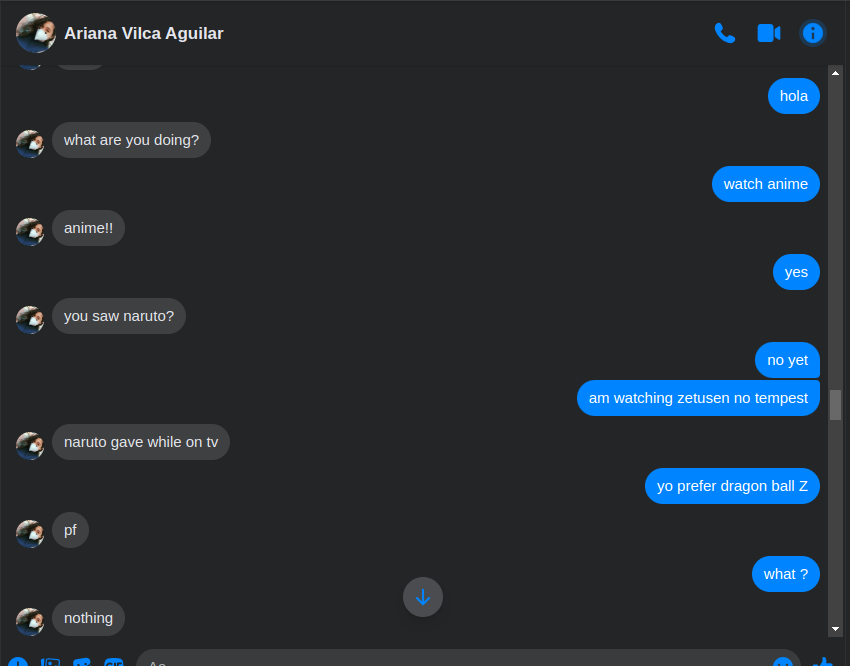 Ariana Vilca Aguilar
hola
what are you doing?
watch anime
anime!!
yes
you saw naruto?
no yet
am watching zetusen no tempest
naruto gave while on tv
yo prefer dragon ball Z
pf
what ?
nothing
Aa